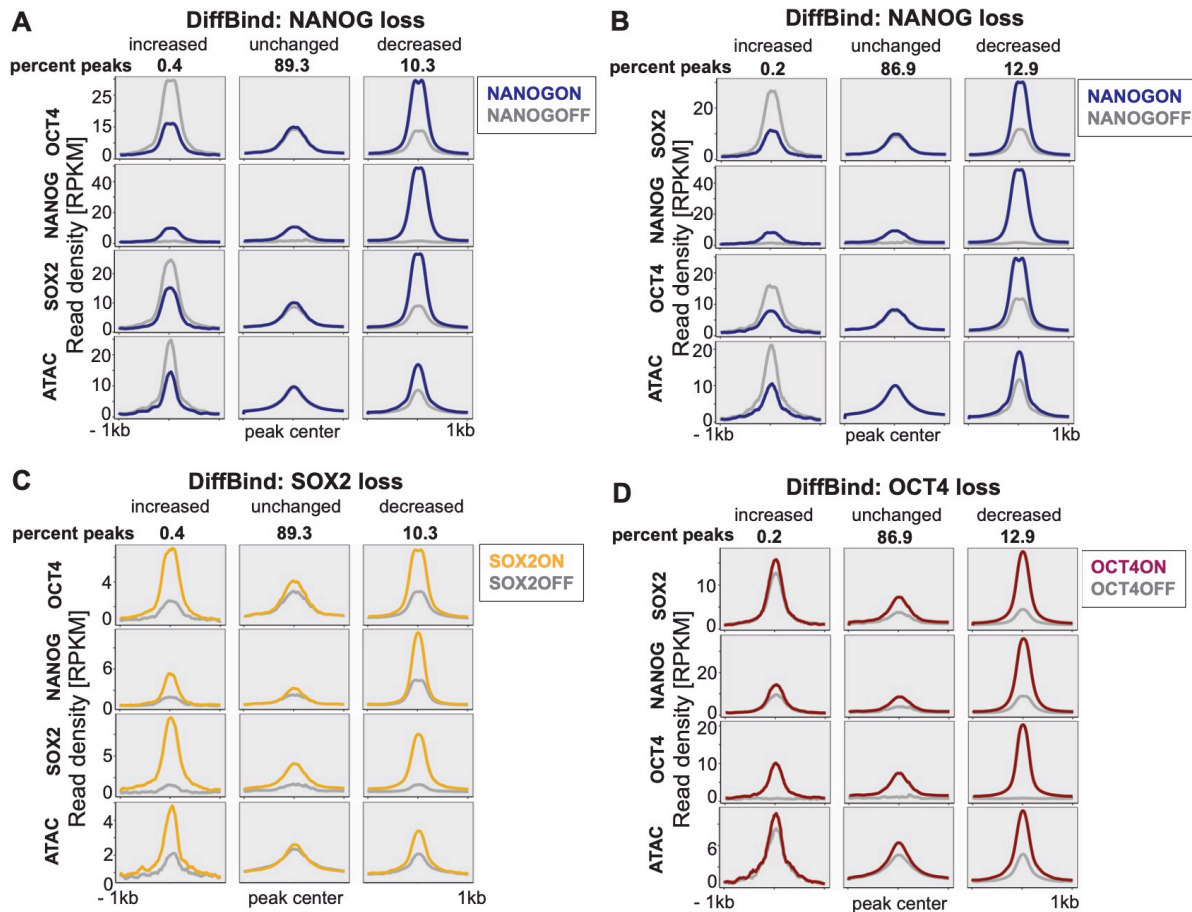 A
DiffBind: NANOG loss
increased unchanged decreased
percent peaks 0.4 89.3 10.3
NANOGON
NANOGOFF
OCT4
25
15
0
NANOG
40
20
0
SOX2
20
10
0
ATAC
20
10
0
Read density [RPKM]
- 1kb peak center 1kb
B
DiffBind: NANOG loss
increased unchanged decreased
percent peaks 0.2 86.9 12.9
NANOGON
NANOGOFF
SOX2
20
10
0
NANOG
40
20
0
OCT4
20
10
0
ATAC
20
10
0
Read density [RPKM]
- 1kb peak center 1kb
C
DiffBind: SOX2 loss
increased unchanged decreased
percent peaks 0.4 89.3 10.3
SOX2ON
SOX2OFF
OCT4
4
0
NANOG
6
0
SOX2
5
0
ATAC
4
2
0
Read density [RPKM]
- 1kb peak center 1kb
D
DiffBind: OCT4 loss
increased unchanged decreased
percent peaks 0.2 86.9 12.9
OCT4ON
OCT4OFF
SOX2
10
0
NANOG
20
0
OCT4
20
10
0
ATAC
6
0
Read density [RPKM]
- 1kb peak center 1kb